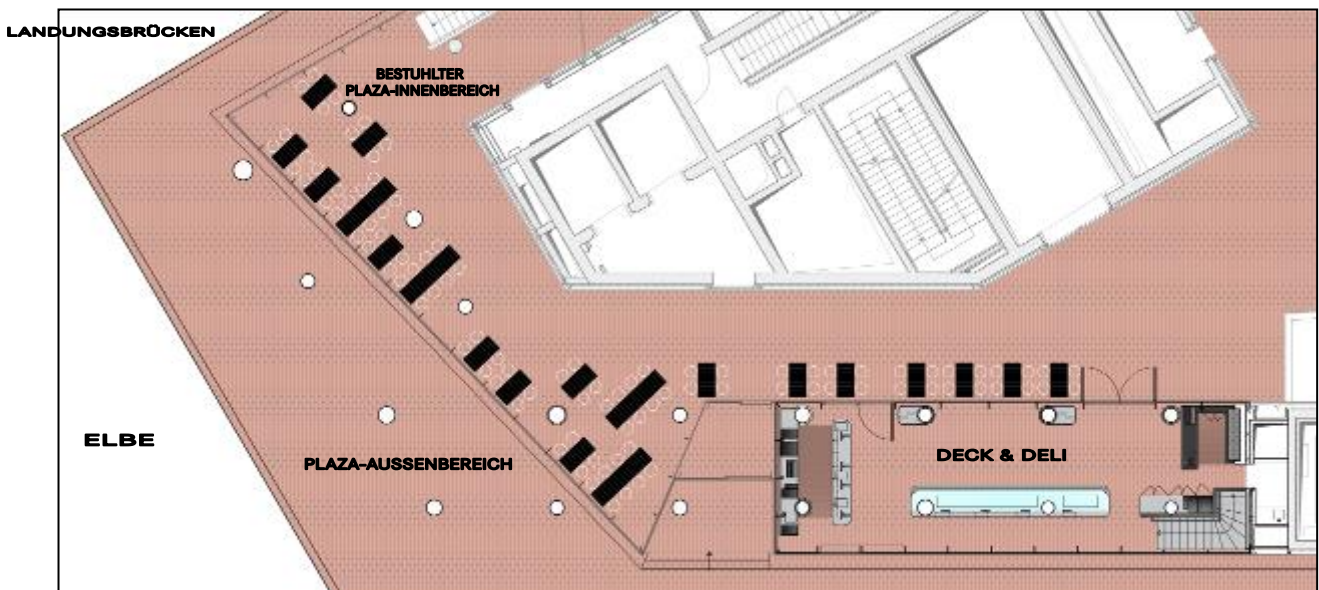 LANDUNGSBRÜCKEN
BESTUHLTER
PLAZA-INNENBEREICH
ELBE
PLAZA-AUSSENBEREICH
DECK & DELI